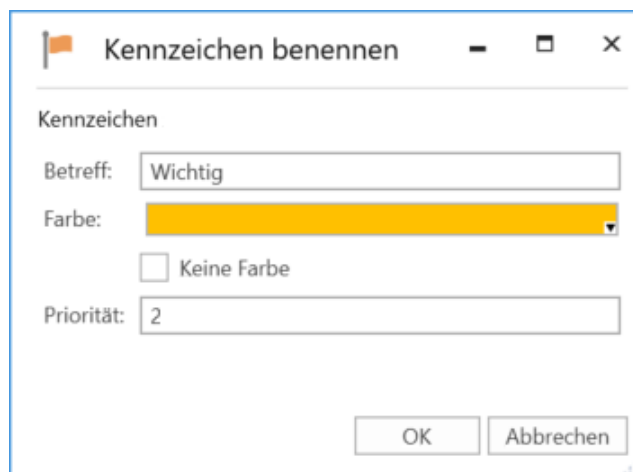 Kennzeichen benennen
Kennzeichen
Betreff: Wichtig
Farbe:
Keine Farbe
Priorität: 2
OK Abbrechen